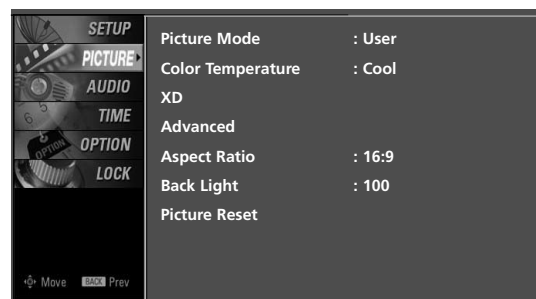 SETUP
PICTURE
AUDIO
TIME
OPTION
LOCK
Move BACK Prev
Picture Mode : User
Color Temperature : Cool
XD
Advanced
Aspect Ratio : 16:9
Back Light : 100
Picture Reset